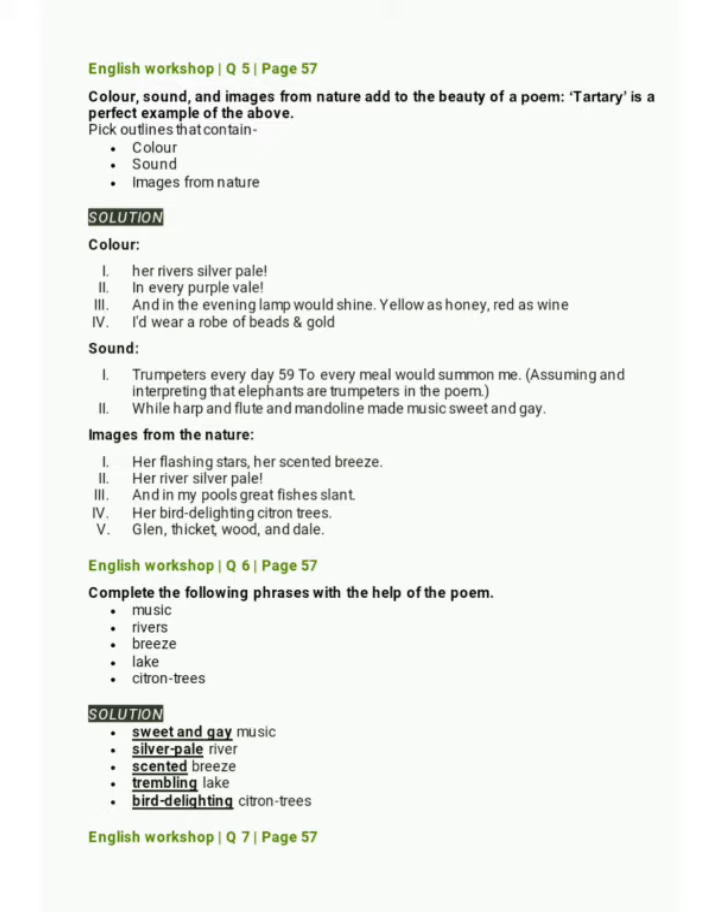 English workshop | Q 5 | Page 57
Colour, sound, and images from nature add to the beauty of a poem: ‘Tartary’ is a
perfect example of the above.
Pick outlines that contain-
• Colour
• Sound
• Images from nature
SOLUTION
Colour:
I. her rivers silver pale!
II. In every purple vale!
III. And in the evening lamp would shine. Yellow as honey, red as wine
IV. I'd wear a robe of beads & gold
Sound:
I. Trumpeters every day 59 To every meal would summon me. (Assuming and
interpreting that elephants are trumpeters in the poem.)
II. While harp and flute and mandoline made music sweet and gay.
Images from the nature:
I. Her flashing stars, her scented breeze.
II. Her river silver pale!
III. And in my pools great fishes slant.
IV. Her bird-delighting citron trees.
V. Glen, thicket, wood, and dale.
English workshop | Q 6 | Page 57
Complete the following phrases with the help of the poem.
• music
• rivers
• breeze
• lake
• citron-trees
SOLUTION
• sweet and gay music
• silver-pale river
• scented breeze
• trembling lake
• bird-delighting citron-trees
English workshop | Q 7 | Page 57